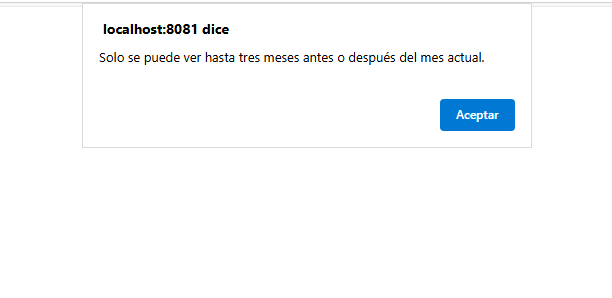 localhost:8081 dice
Solo se puede ver hasta tres meses antes o después del mes actual.
Aceptar